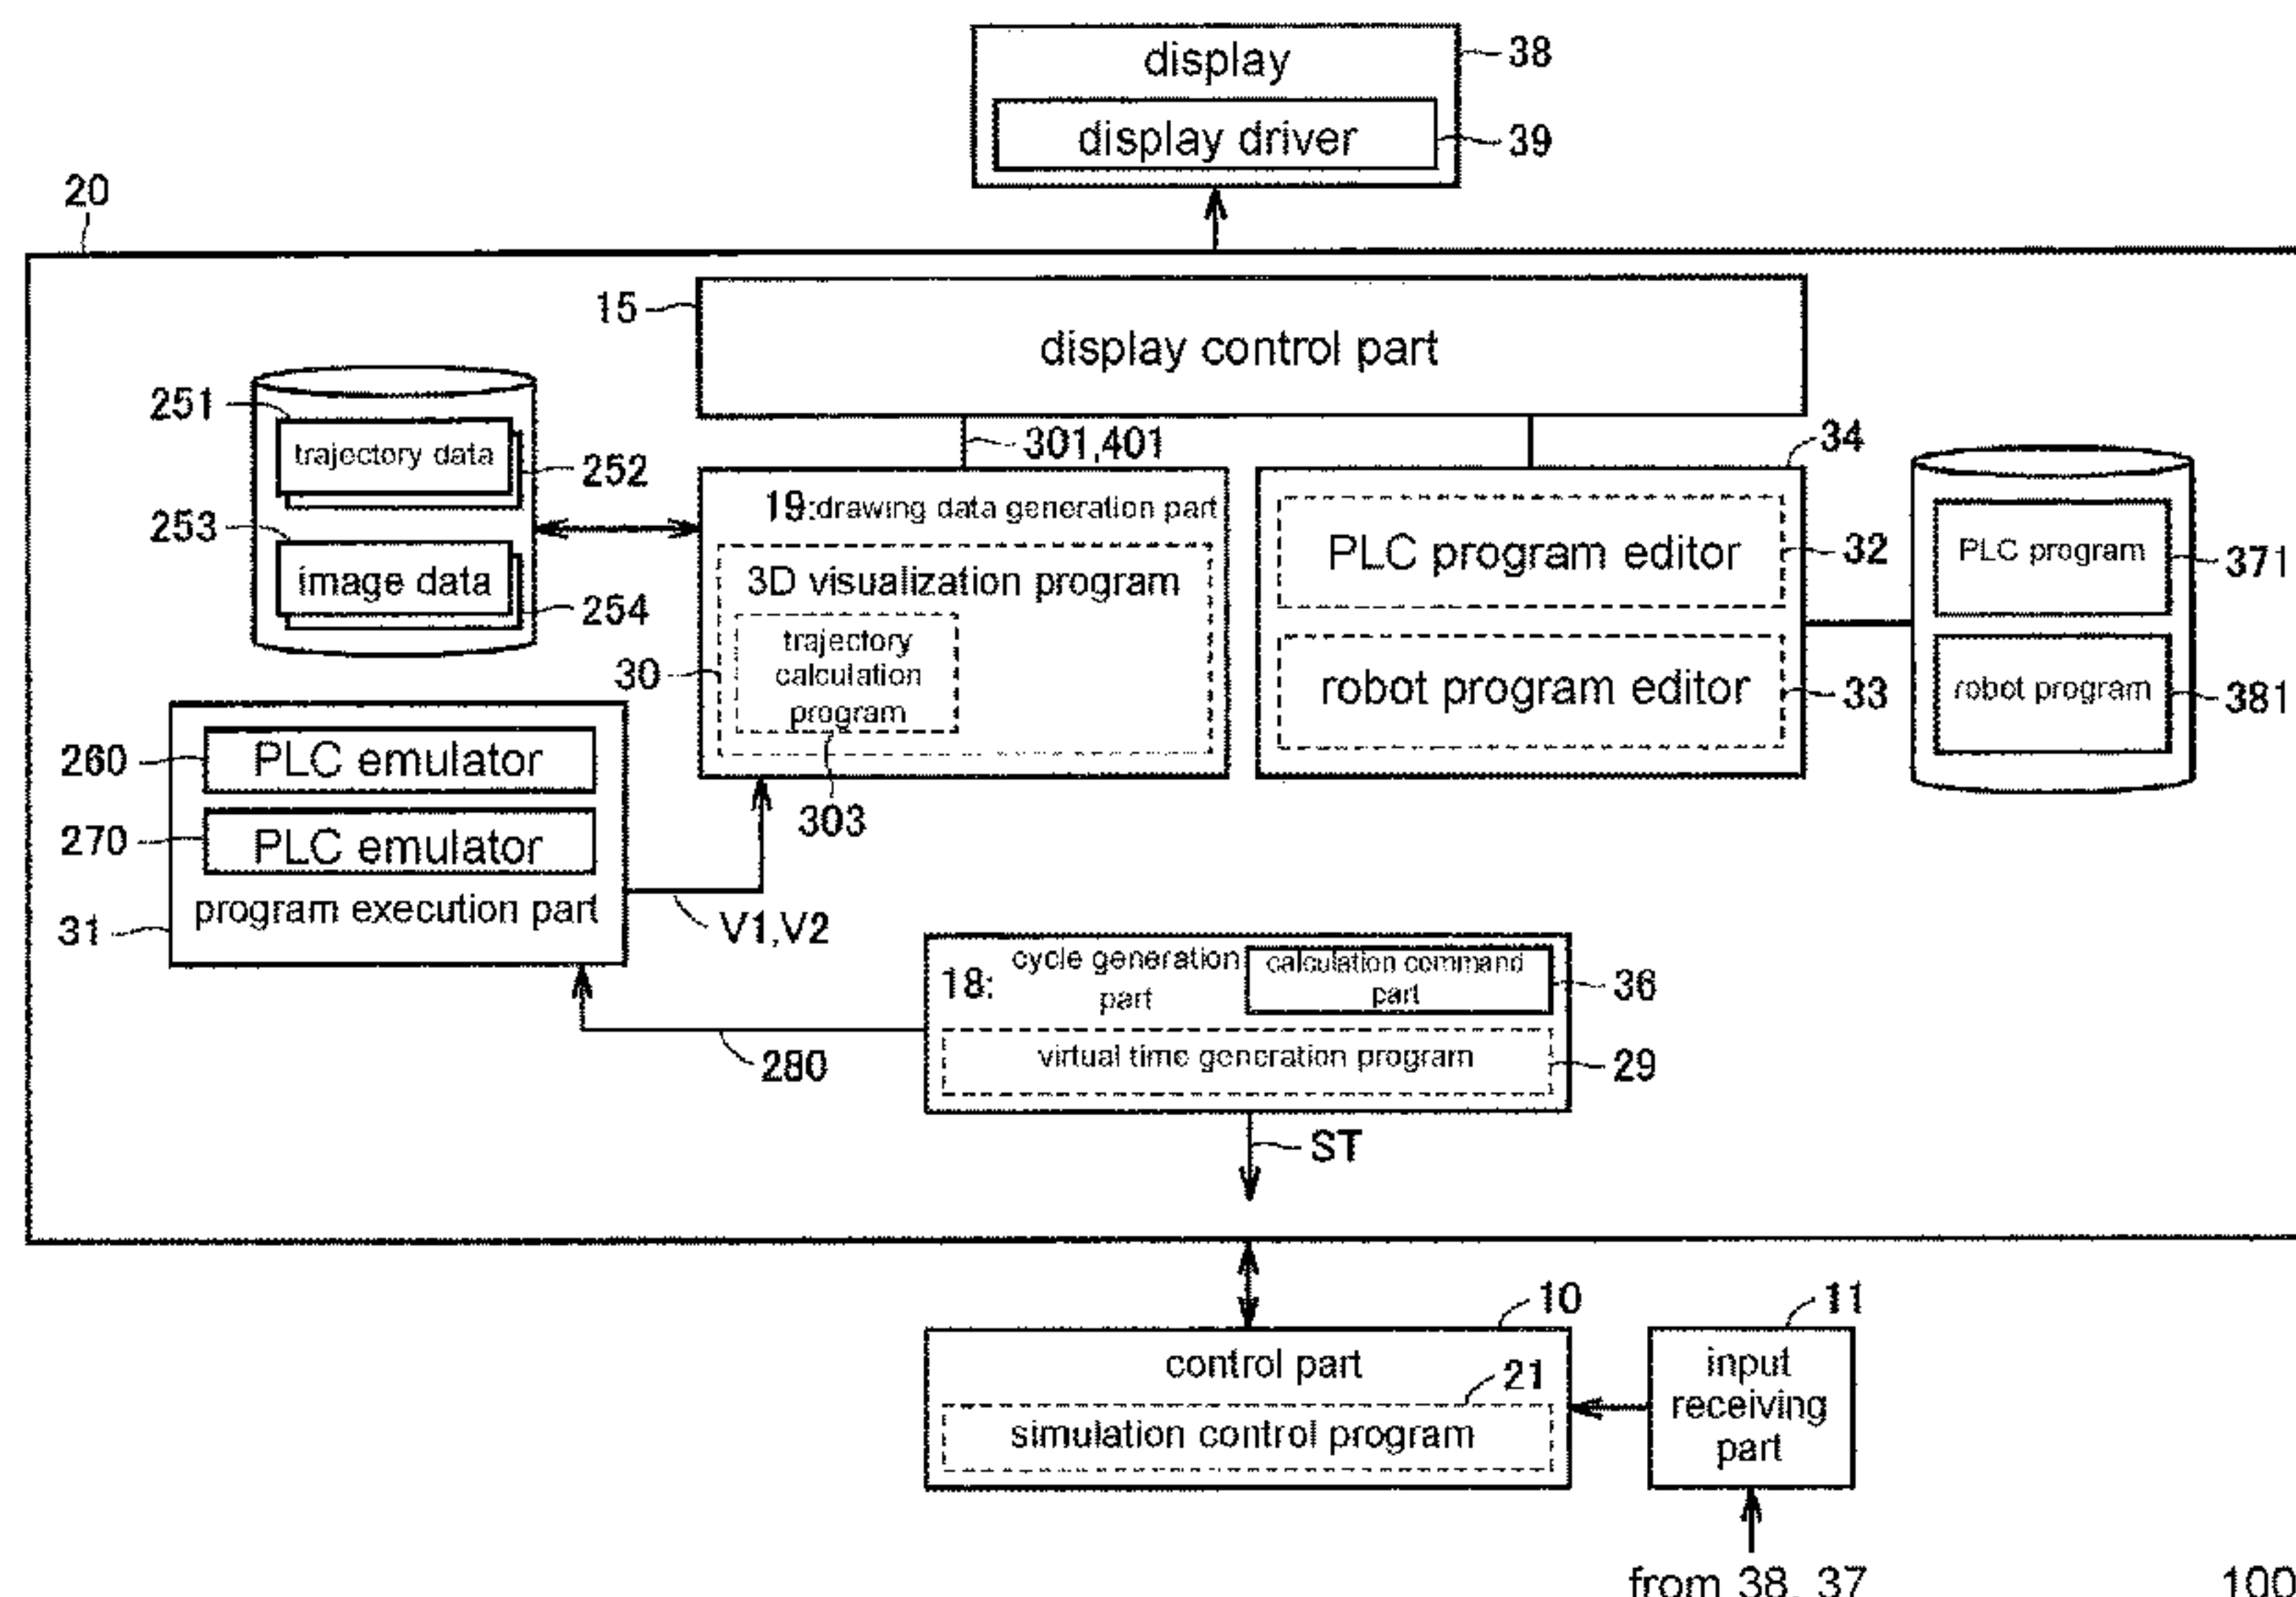 display
38
display driver
39
20
15
display control part
251
trajectory data
252
253
image data
254
301,401
19:drawing data generation part
3D visualization program
30
trajectory
calculation
program
303
34
PLC program editor
32
robot program editor
33
PLC program
371
robot program
381
260
PLC emulator
270
PLC emulator
program execution part
31
V1,V2
18:
cycle generation
part
calculation command
part
36
virtual time generation program
29
280
ST
10
control part
21
simulation control program
11
input
receiving
part
from 38, 37
100